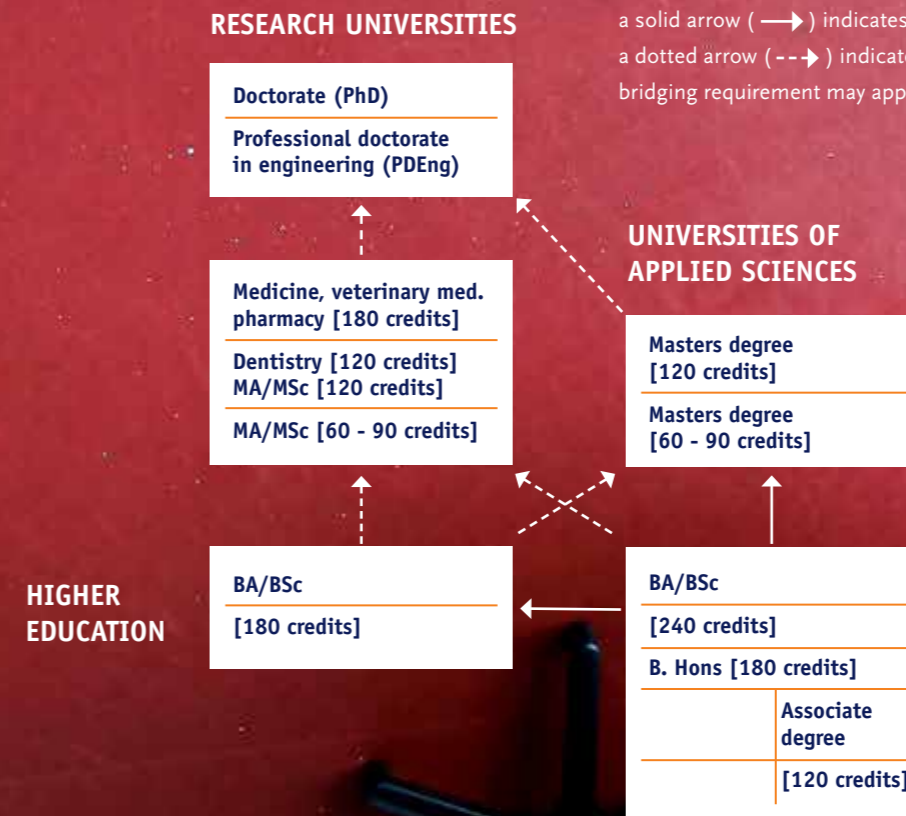 RESEARCH UNIVERSITIES
a solid arrow ( ) indicates
a dotted arrow ( )
bridging requirement may
Doctorate (PhD)
Professional doctorate
in engineering (PDEng)
UNIVERSITIES OF
APPLIED SCIENCES
Medicine, veterinary med.
pharmacy [180 credits]
Dentistry [120 credits]
MA/MSc [120 credits]
MA/MSc [60 - 90 credits]
Masters degree
[120 credits]
Masters degree
[60 - 90 credits]
HIGHER
EDUCATION
BA/BSc
[180 credits]
BA/BSc
[240 credits]
B. Hons [180 credits]
Associate
degree
[120 credits]